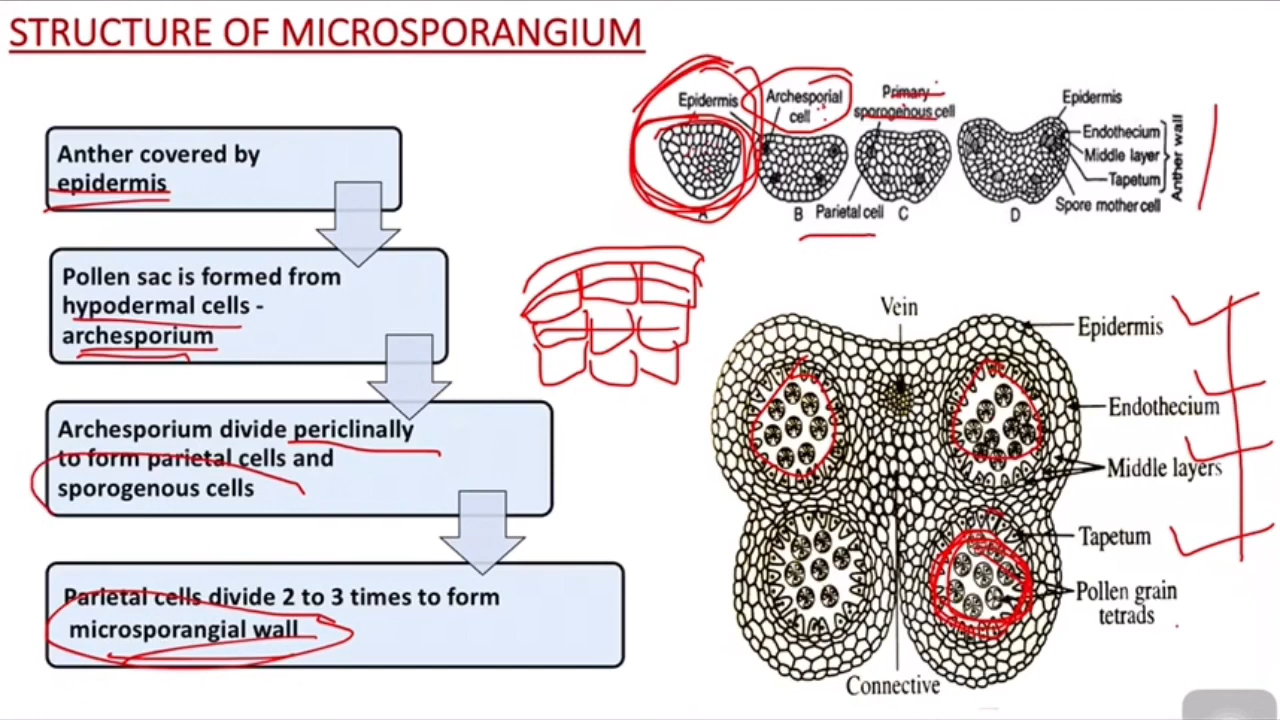 STRUCTURE OF MICROSPORANGIUM
Anther covered by
epidermis
Pollen sac is formed from
hypodermal cells -
archesporium
Archesporium divide periclinally
to form parietal cells and
sporogenous cells
Parietal cells divide 2 to 3 times to form
microsporangial wall
Epidermis
Archesporial
cell
Primary
sporogenous cell
Epidermis
Endothecium
Middle layer
Tapetum
Anther wall
Spore mother cell
A
B
Parietal cell
C
D
Vein
Epidermis
Endothecium
Middle layers
Tapetum
Pollen grain
tetrads
Connective